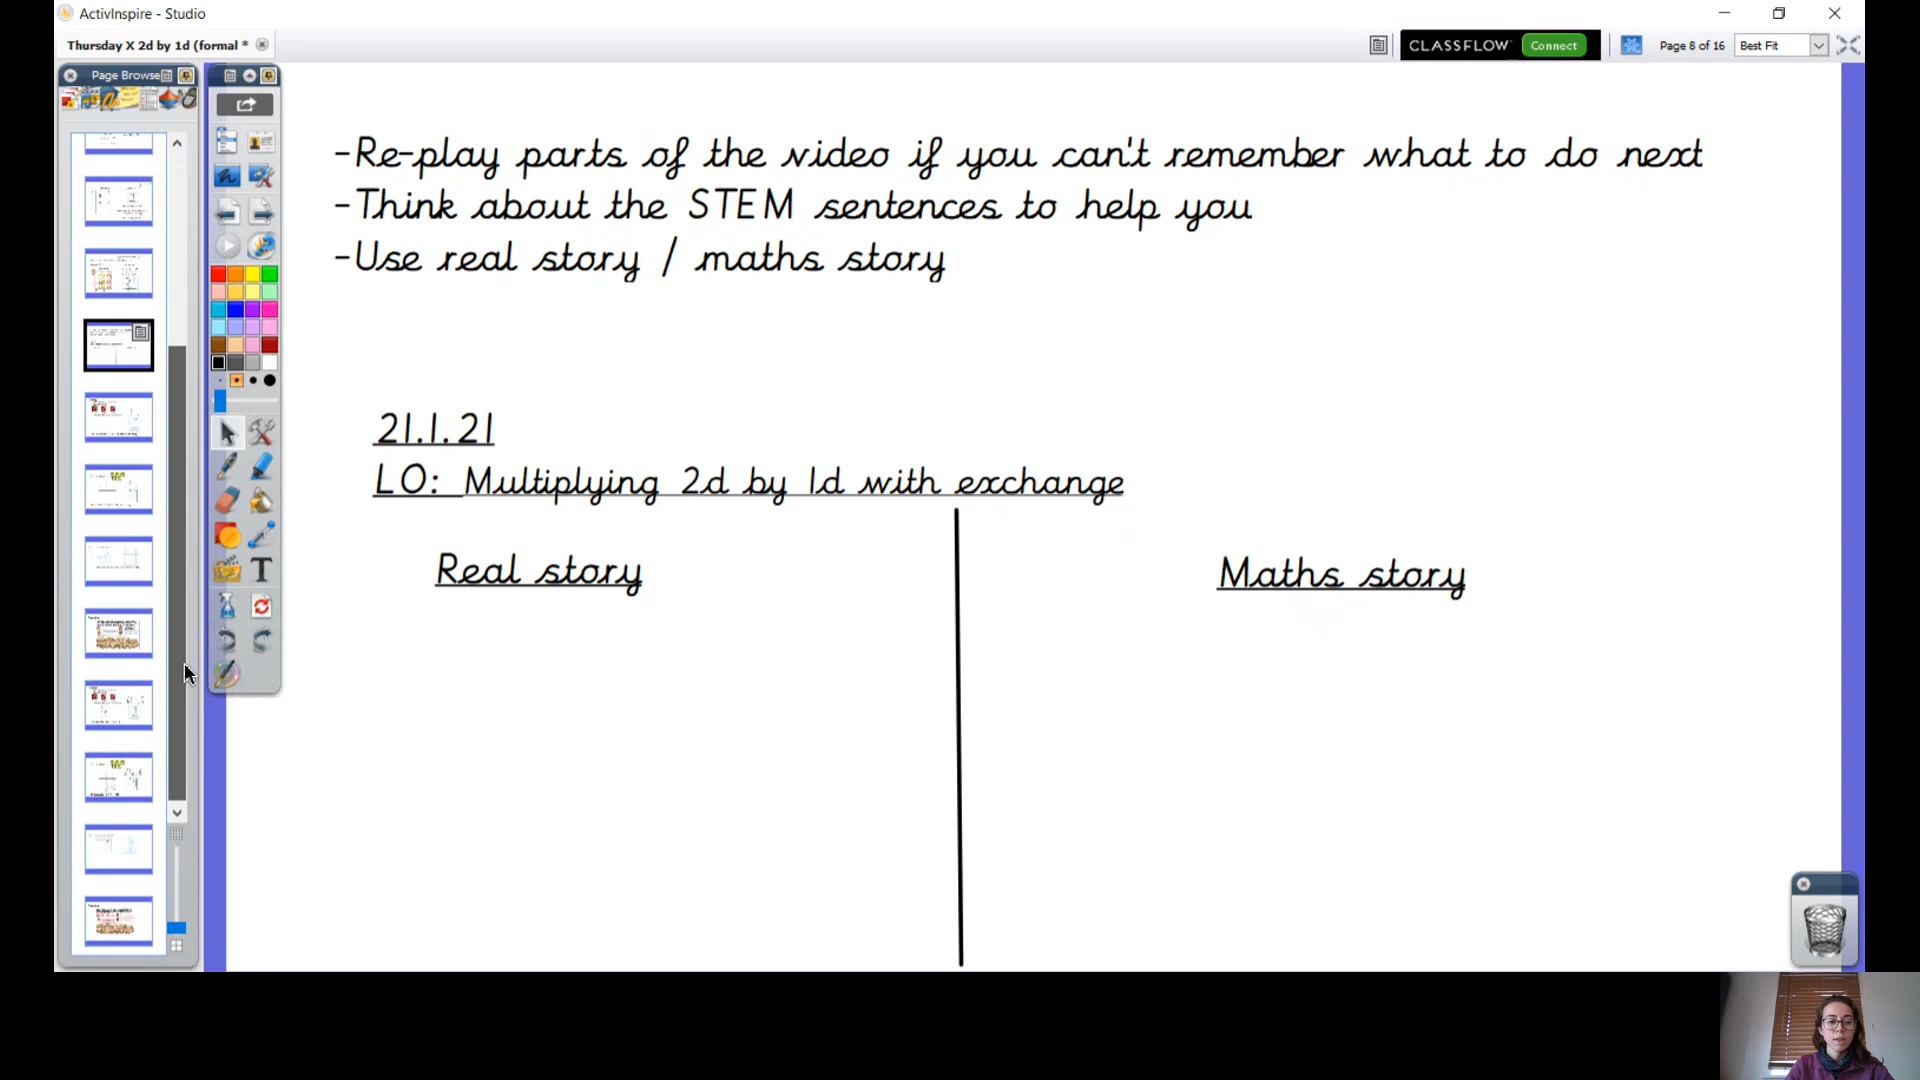 ActivInspire - Studio
Thursday X 2d by 1d (formal *
CLASSFLOW Connect
Page 8 of 16
Best Fit
Page Browse
-Re-play parts of the video if you can't remember what to do next
-Think about the STEM sentences to help you
-Use real story / maths story
21.1.21
LO: Multiplying 2d by 1d with exchange
Real story
Maths story